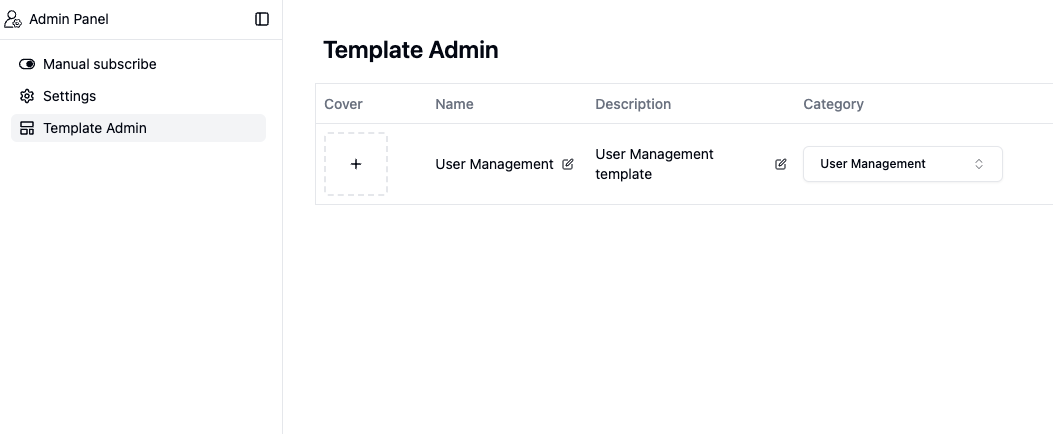 Admin Panel
Manual subscribe
Settings
Template Admin
Template Admin
Cover Name Description Category
User Management User Management User Management
template